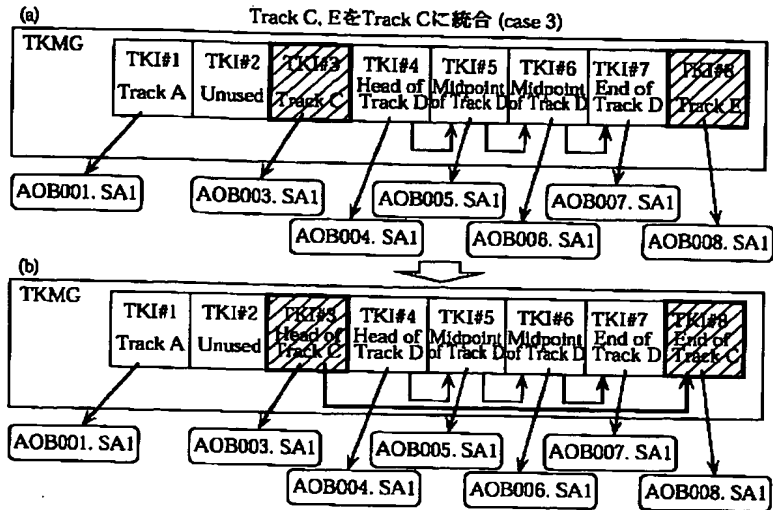 (a)
Track C, EをTrack Cに統合 (case 3)
TKMG
TKI#1
Track A
TKI#2
Unused
TKI#3
Track C
TKI#4
Head of
Track D
TKI#5
Midpoint
of Track D
TKI#6
Midpoint
of Track D
TKI#7
End of
Track D
TKI#8
Track E
AOB001. SA1
AOB003. SA1
AOB004. SA1
AOB005. SA1
AOB006. SA1
AOB007. SA1
AOB008. SA1
(b)
TKMG
TKI#1
Track A
TKI#2
Unused
TKI#3
Head of
Track C
TKI#4
Head of
Track D
TKI#5
Midpoint
of Track D
TKI#6
Midpoint
of Track D
TKI#7
End of
Track D
TKI#8
End of
Track C
AOB001. SA1
AOB003. SA1
AOB004. SA1
AOB005. SA1
AOB006. SA1
AOB007. SA1
AOB008. SA1